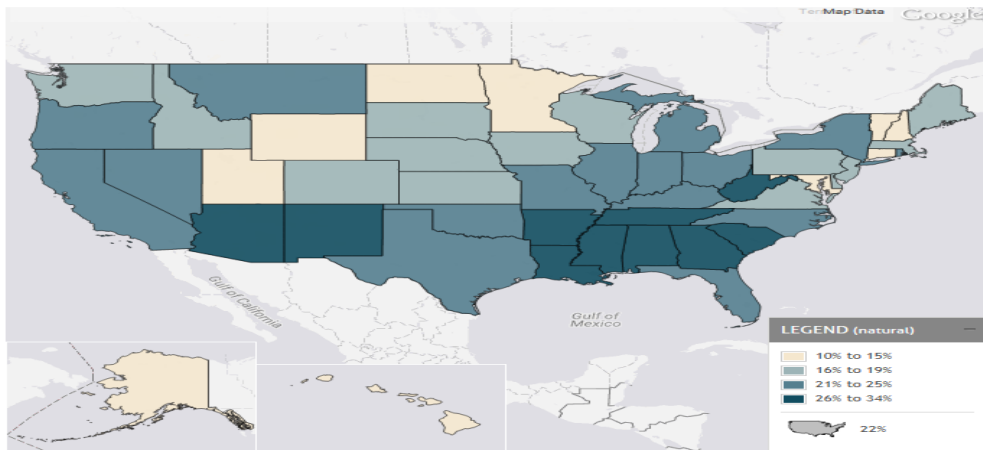 Map Data
Google
Gulf of California
Gulf of
Mexico
LEGEND (natural)
10% to 15%
16% to 19%
21% to 25%
26% to 34%
22%